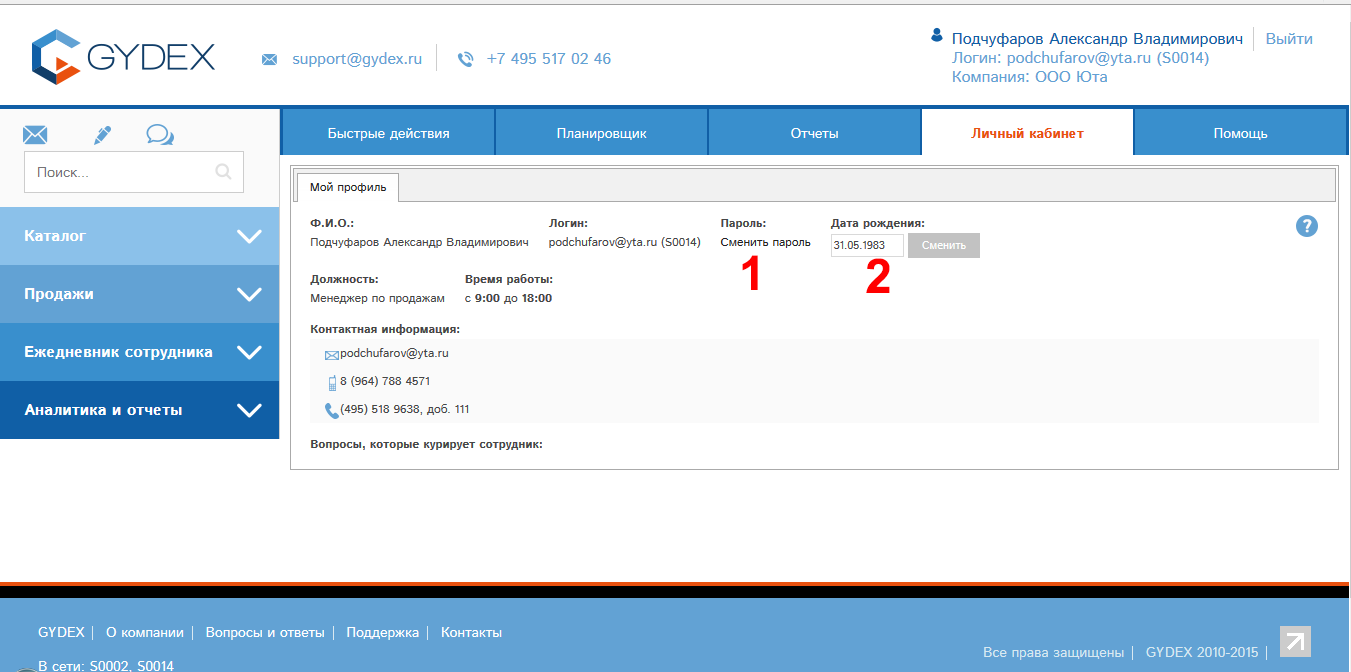 GYDEX
support@gydex.ru
+7 495 517 02 46
Подчуфаров Александр Владимирович Выйти
Логин: podchufarov@yta.ru (S0014)
Компания: ООО Юта
Поиск...
Быстрые действия Планировщик Отчеты Личный кабинет Помощь
Каталог
Продажи
Ежедневник сотрудника
Аналитика и отчеты
Мой профиль
Ф.И.О.: Логин: Пароль: Дата рождения:
Подчуфаров Александр Владимирович podchufarov@yta.ru (S0014) Сменить пароль 31.05.1983 Сменить
?
1 2
Должность: Время работы:
Менеджер по продажам с 9:00 до 18:00
Контактная информация:
podchufarov@yta.ru
8 (964) 788 4571
(495) 518 9638, доб. 111
Вопросы, которые курирует сотрудник:
GYDEX | О компании | Вопросы и ответы | Поддержка | Контакты
Все права защищены | GYDEX 2010-2015 |
В сети: S0002, S0014